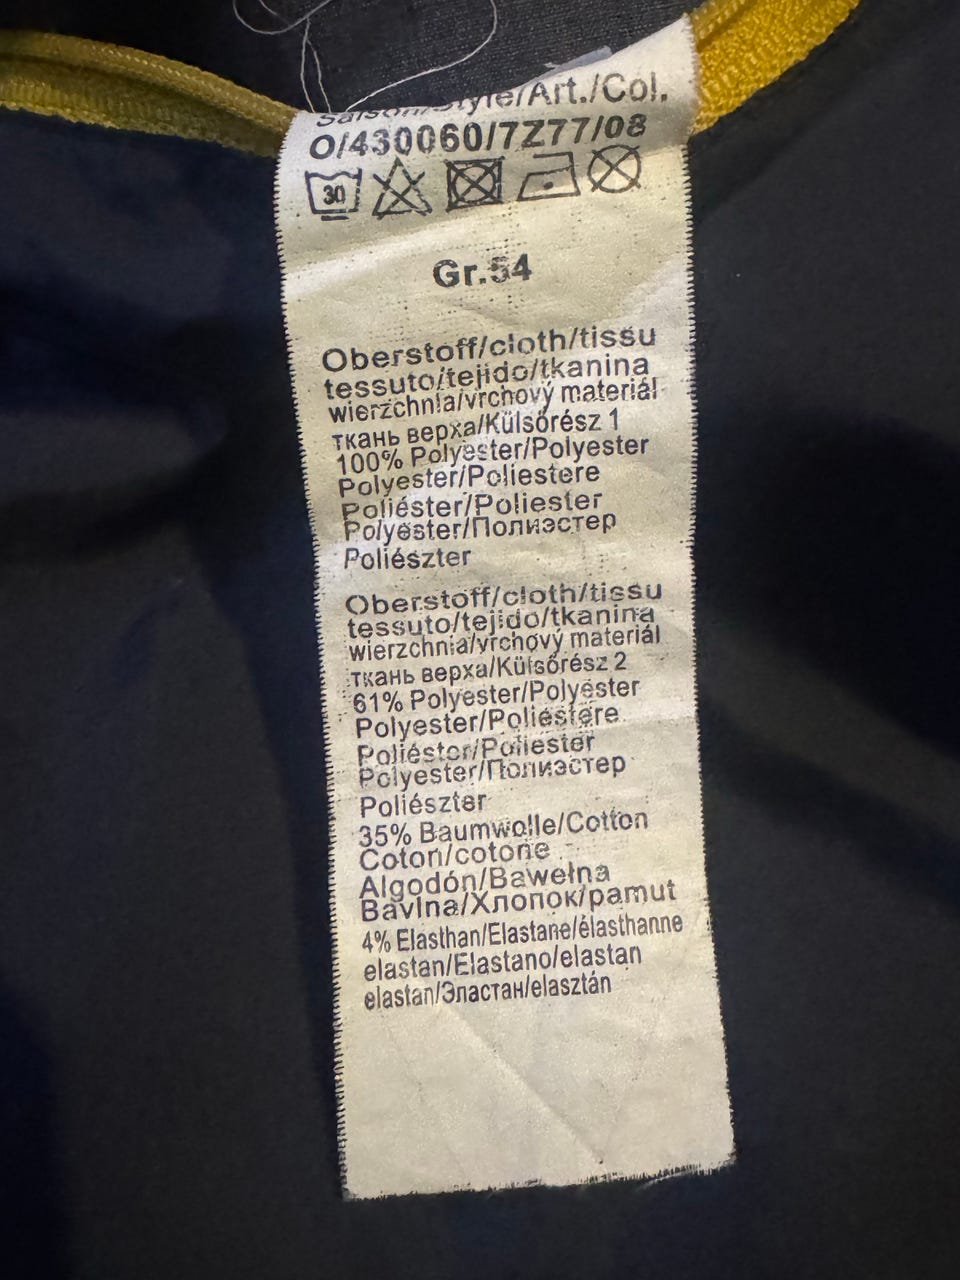 Saison/Style/Art./Col.
O/430060/7Z77/08
30
Gr.54
Oberstoff/cloth/tissu
tessuto/tejido/tkanina
wierzchnia/vrchový materiál
ткань верха/Külsőrész 1
100% Polyester/Polyester
Polyester/Poliestere
Poliéster/Poliester
Polyester/Полиэстер
Poliészter
Oberstoff/cloth/tissu
tessuto/tejido/tkanina
wierzchnia/vrchový materiál
ткань верха/Külsőrész 2
61% Polyester/Polyester
Polyester/Poliestere
Poliéster/Poliester
Polyester/Полиэстер
Poliészter
35% Baumwolle/Cotton
Coton/cotone
Algodón/Bawełna
Bavlna/Хлопок/pamut
4% Elasthan/Elastane/élasthanne
elastan/Elastano/elastan
elastan/Эластан/elasztán